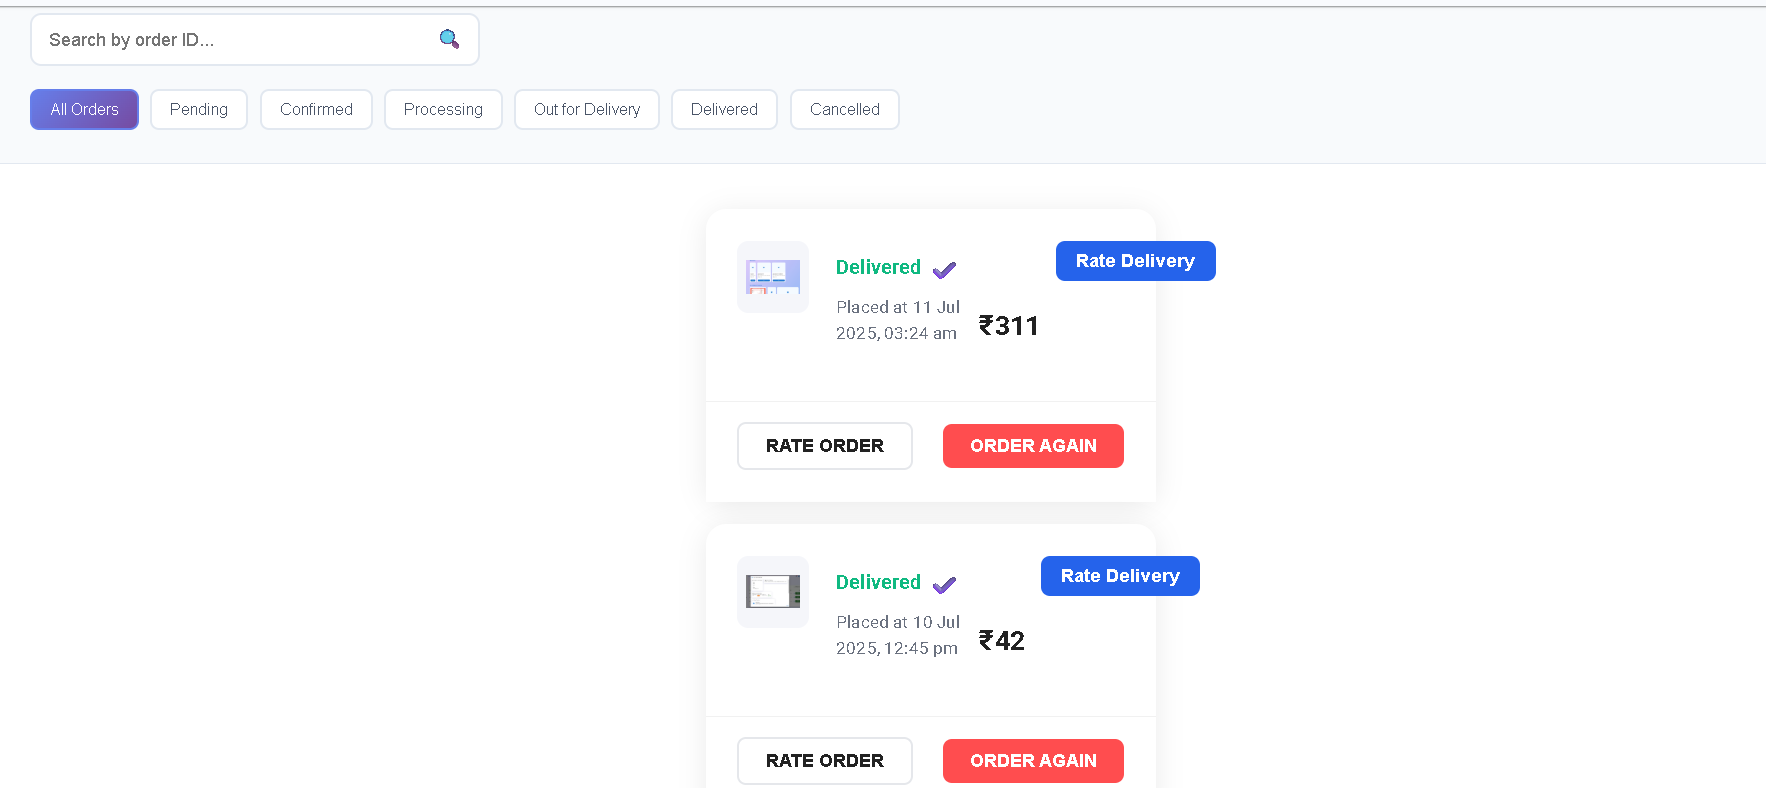 Search by order ID...
All Orders
Pending
Confirmed
Processing
Out for Delivery
Delivered
Cancelled
Delivered
Rate Delivery
Placed at 11 Jul
2025, 03:24 am
₹311
RATE ORDER
ORDER AGAIN
Delivered
Rate Delivery
Placed at 10 Jul
2025, 12:45 pm
₹42
RATE ORDER
ORDER AGAIN